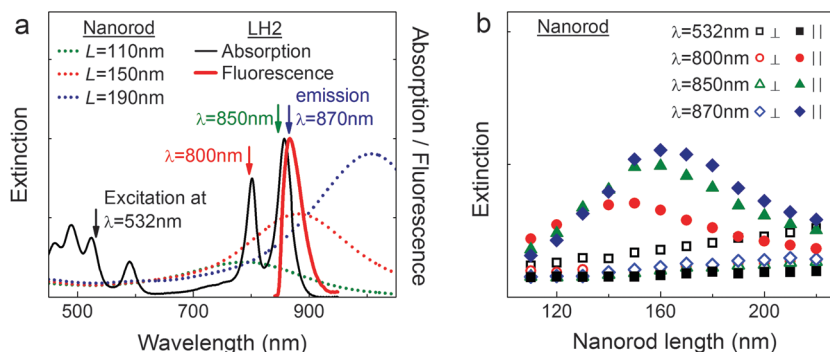 a
Nanorod
L=110nm
L=150nm
L=190nm
LH2
Absorption
Fluorescence
emission
λ=850nm
λ=870nm
λ=800nm
Excitation at
λ=532nm
Extinction
Absorption / Fluorescence
500
700
900
Wavelength (nm)
b
Nanorod
λ=532nm ⊥ ||
λ=800nm ⊥ ||
λ=850nm ⊥ ||
λ=870nm ⊥ ||
Extinction
120
160
200
Nanorod length (nm)